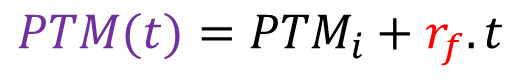 PTM(t) = PTM_i + r_f.t